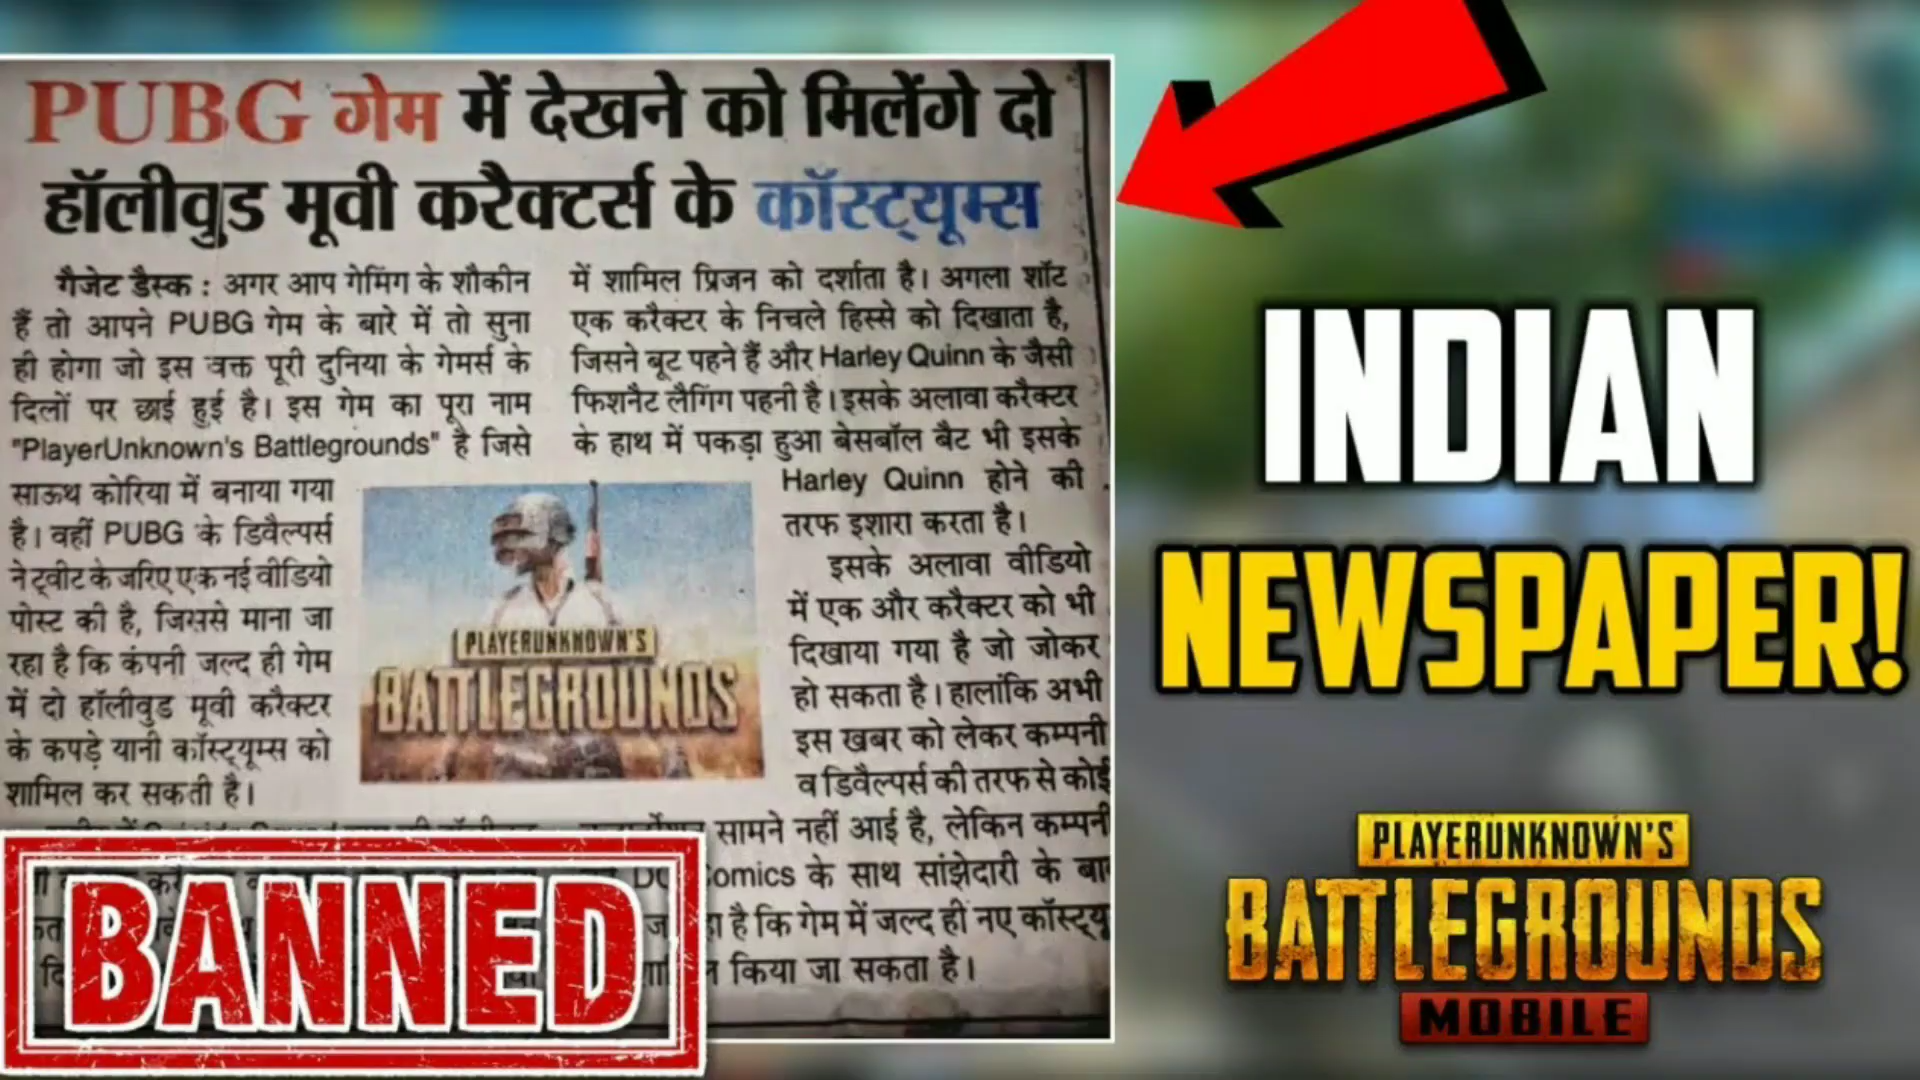 PUBG गेम में देखने को मिलेंगे दो
हॉलीवुड मूवी करैक्टर्स के कॉस्ट्यूम्स
गैजेट डैस्क : अगर आप गेमिंग के शौकीन
हैं तो आपने PUBG गेम के बारे में तो सुना
ही होगा जो इस वक्त पूरी दुनिया के गेमर्स के
दिलों पर छाई हुई है। इस गेम का पूरा नाम
"PlayerUnknown's Battlegrounds" है जिसे
साऊथ कोरिया में बनाया गया
है। वहीं PUBG के डिवैल्पर्स
ने ट्वीट के जरिए एक नई वीडियो
पोस्ट की है, जिससे माना जा
रहा है कि कंपनी जल्द ही गेम
में दो हॉलीवुड मूवी करैक्टर
के कपड़े यानी कॉस्ट्यूम्स को
शामिल कर सकती है।
में शामिल प्रिजन को दर्शाता है। अगला शॉट
एक करैक्टर के निचले हिस्से को दिखाता है,
जिसने बूट पहने हैं और Harley Quinn के जैसी
फिशनैट लैगिंग पहनी है। इसके अलावा करैक्टर
के हाथ में पकड़ा हुआ बेसबॉल बैट भी इसके
Harley Quinn होने की
तरफ इशारा करता है।
इसके अलावा वीडियो
में एक और करैक्टर को भी
दिखाया गया है जो जोकर
हो सकता है। हालांकि अभी
इस खबर को लेकर कम्पनी
व डिवैल्पर्स की तरफ से कोई
सामने नहीं आई है, लेकिन कम्पनी
के साथ सांझेदारी के
है कि गेम में जल्द ही नए
किया जा सकता है।
PLAYERUNKNOWN'S
BATTLEGROUNDS
BANNED
INDIAN
NEWSPAPER!
PLAYERUNKNOWN'S
BATTLEGROUNDS
MOBILE